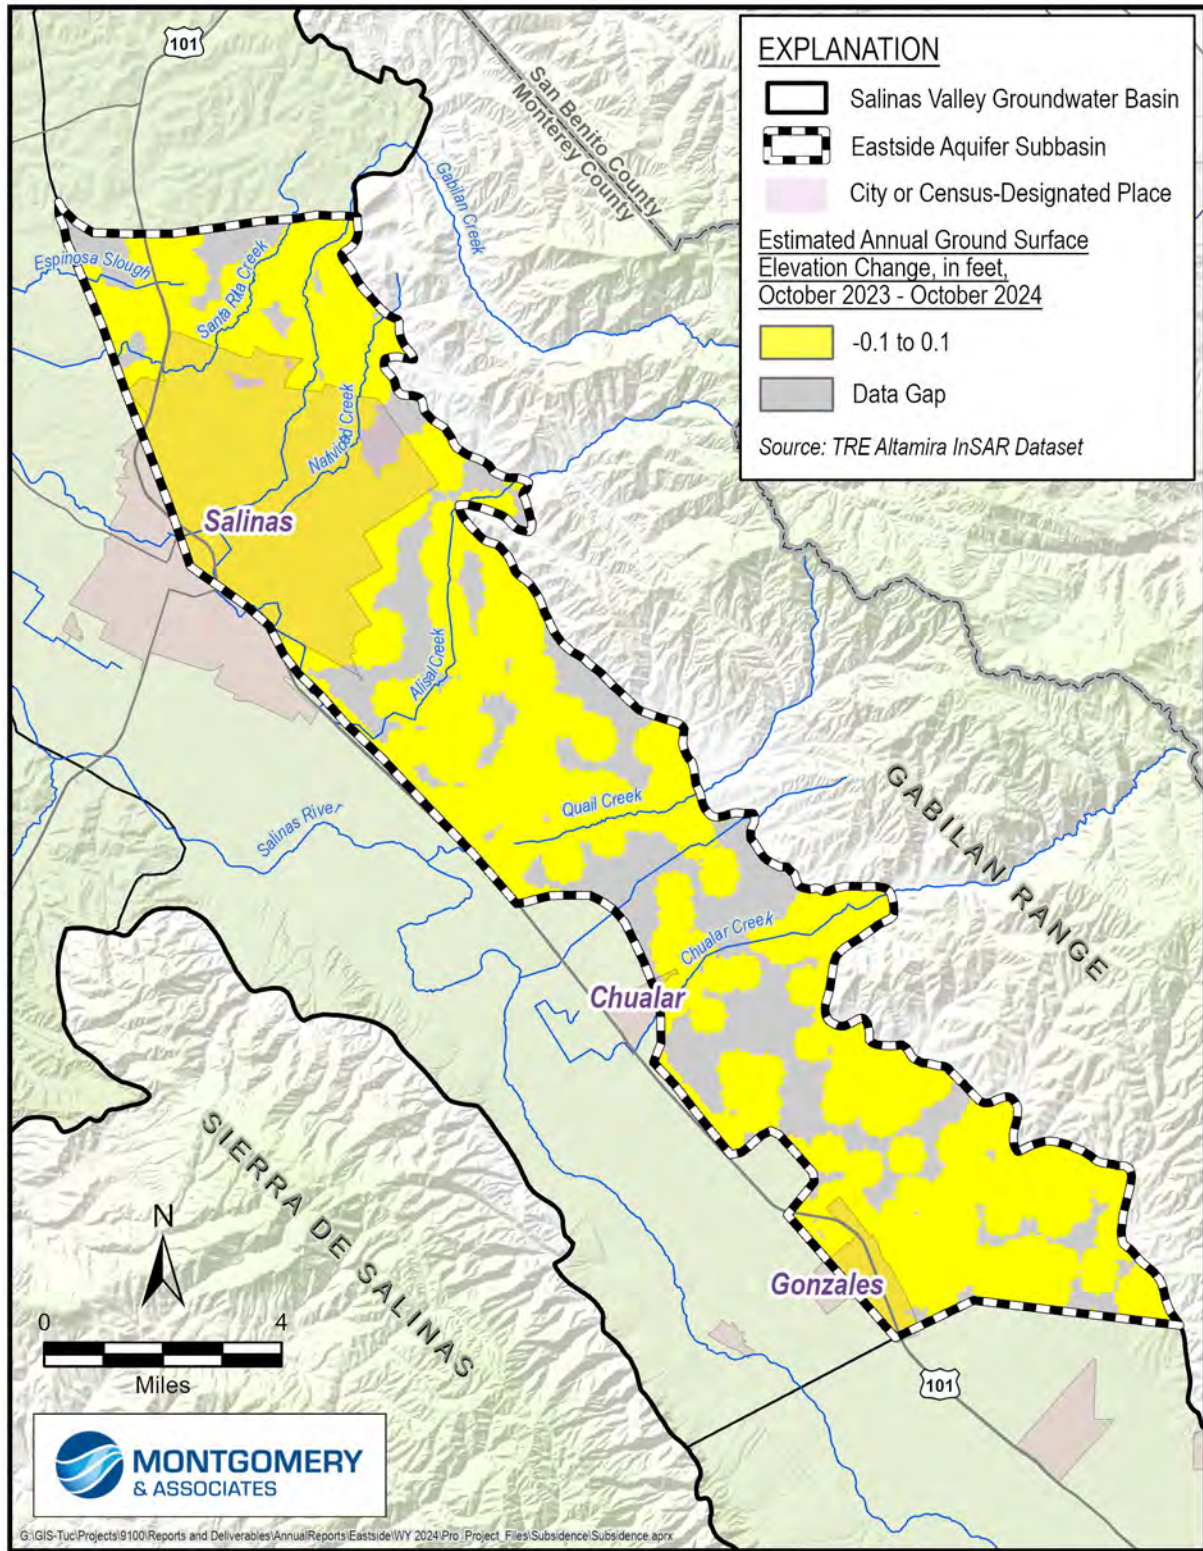 101
San Benito County
Monterey County
Gabilan Creek
Espinosa Slough
Santa Rita Creek
Natividad Creek
Salinas
Alisal Creek
Quail Creek
Salinas River
Chualar Creek
Chualar
GABILAN RANGE
SIERRA DE SALINAS
Gonzales
101
EXPLANATION
Salinas Valley Groundwater Basin
Eastside Aquifer Subbasin
City or Census-Designated Place
Estimated Annual Ground Surface
Elevation Change, in feet,
October 2023 - October 2024
-0.1 to 0.1
Data Gap
Source: TRE Altamira InSAR Dataset
N
0 4
Miles
MONTGOMERY
& ASSOCIATES
G:\GIS-Tuc\Projects\9100\Reports and Deliverables\AnnualReports\Eastside\WY 2024\Pro_Project_Files\Subsidence\Subsidence.aprx